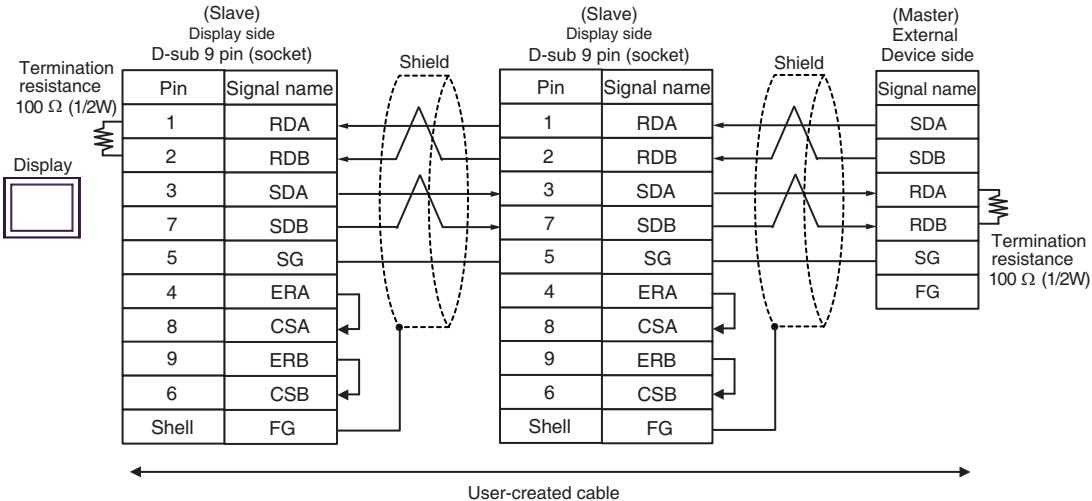 (Slave)
Display side
D-sub 9 pin (socket)
(Slave)
Display side
D-sub 9 pin (socket)
(Master)
External
Device side
Termination
resistance
100 Ω (1/2W)
Display
Shield
Shield
Pin Signal name
1 RDA
2 RDB
3 SDA
7 SDB
5 SG
4 ERA
8 CSA
9 ERB
6 CSB
Shell FG
Pin Signal name
1 RDA
2 RDB
3 SDA
7 SDB
5 SG
4 ERA
8 CSA
9 ERB
6 CSB
Shell FG
Signal name
SDA
SDB
RDA
RDB
SG
FG
Termination
resistance
100 Ω (1/2W)
User-created cable